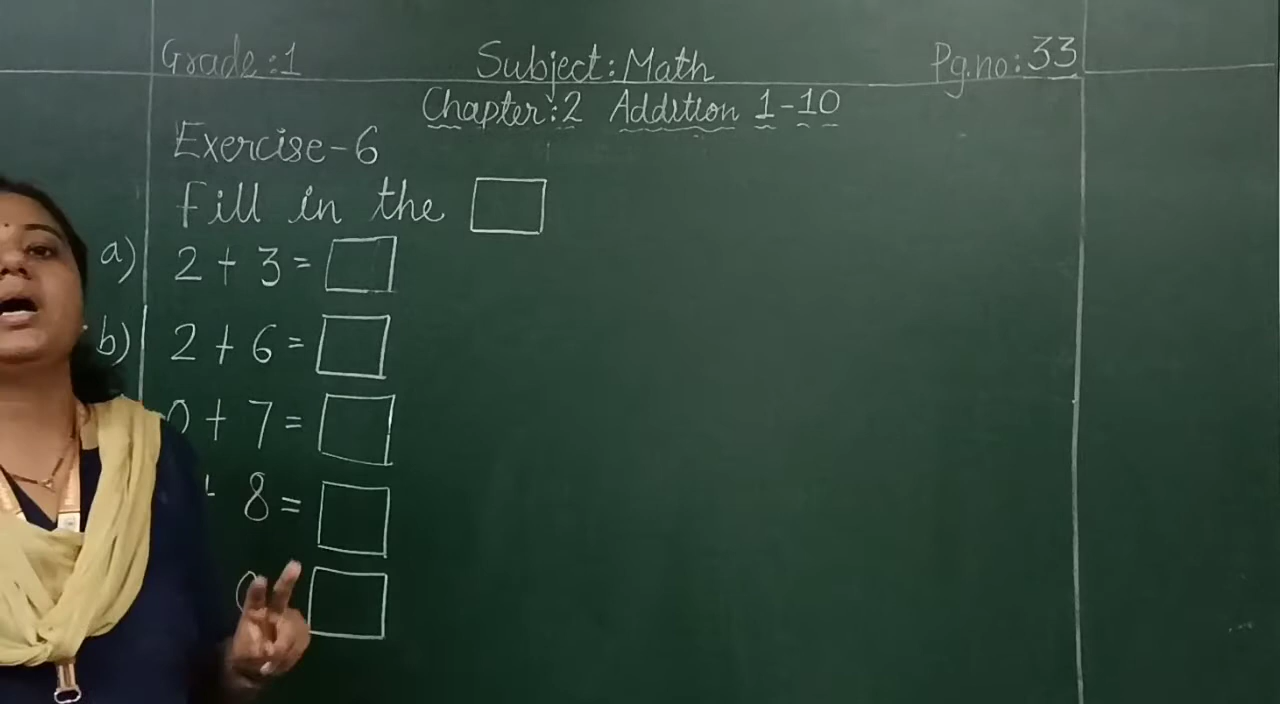 Grade:1 Subject: Math Pg.no: 33
Chapter:2 Addition 1-10
Exercise-6
Fill in the
a) 2 + 3 =
b) 2 + 6 =
0 + 7 =
+ 8 =